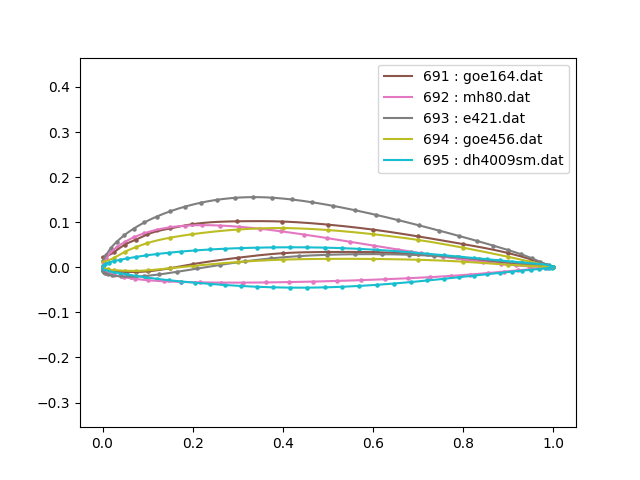 691 : goe164.dat
692 : mh80.dat
693 : e421.dat
694 : goe456.dat
695 : dh4009sm.dat
0.4
0.3
0.2
0.1
0.0
−0.1
−0.2
−0.3
0.0 0.2 0.4 0.6 0.8 1.0